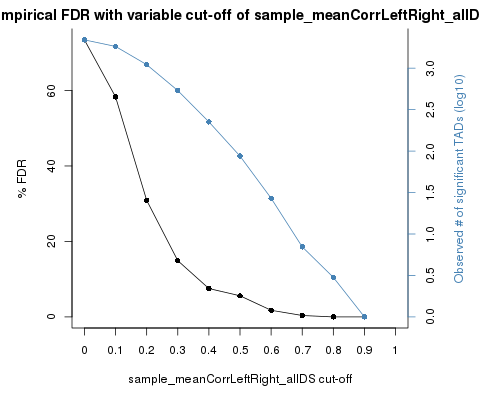 mpirical FDR with variable cut-off of sample_meanCorrLeftRight_allD
% FDR
60
40
20
0
3.0
2.5
2.0
1.5
1.0
0.5
0.0
Observed # of significant TADs (log10)
0 0.1 0.2 0.3 0.4 0.5 0.6 0.7 0.8 0.9 1
sample_meanCorrLeftRight_allDS cut-off